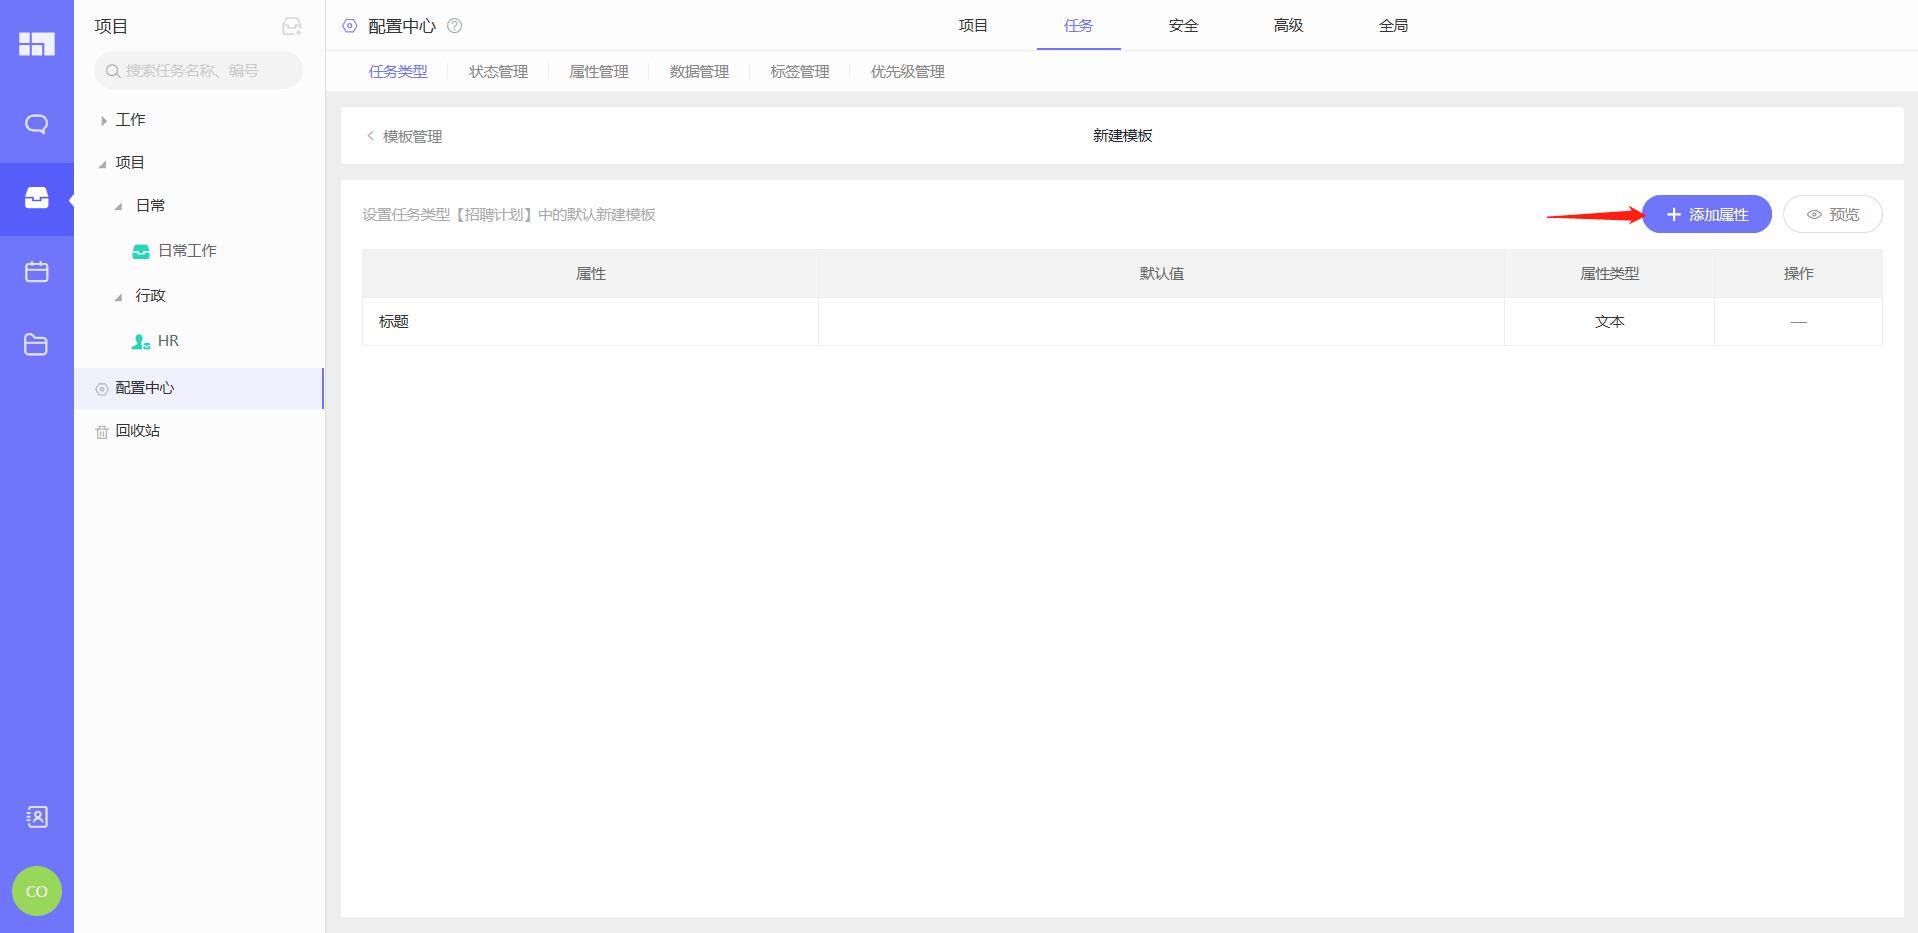 项目
搜索任务名称、编号
工作
项目
日常
日常工作
行政
HR
配置中心
回收站
CO
配置中心
项目 任务 安全 高级 全局
任务类型 状态管理 属性管理 数据管理 标签管理 优先级管理
模板管理
新建模板
设置任务类型【招聘计划】中的默认新建模板
添加属性 预览
属性 默认值 属性类型 操作
标题 文本 —